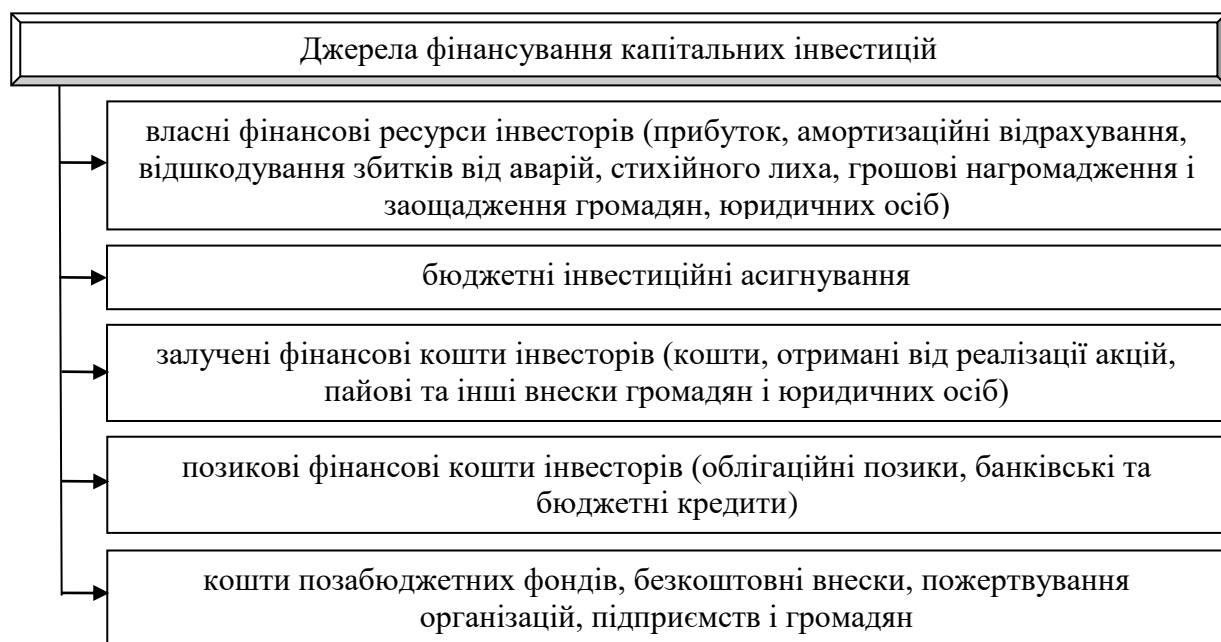 Джерела фінансування капітальних інвестицій
власні фінансові ресурси інвесторів (прибуток, амортизаційні відрахування,
відшкодування збитків від аварій, стихійного лиха, грошові нагромадження і
заощадження громадян, юридичних осіб)
бюджетні інвестиційні асигнування
залучені фінансові кошти інвесторів (кошти, отримані від реалізації акцій,
пайові та інші внески громадян і юридичних осіб)
позикові фінансові кошти інвесторів (облігаційні позики, банківські та
бюджетні кредити)
кошти позабюджетних фондів, безкоштовні внески, пожертвування
організацій, підприємств і громадян